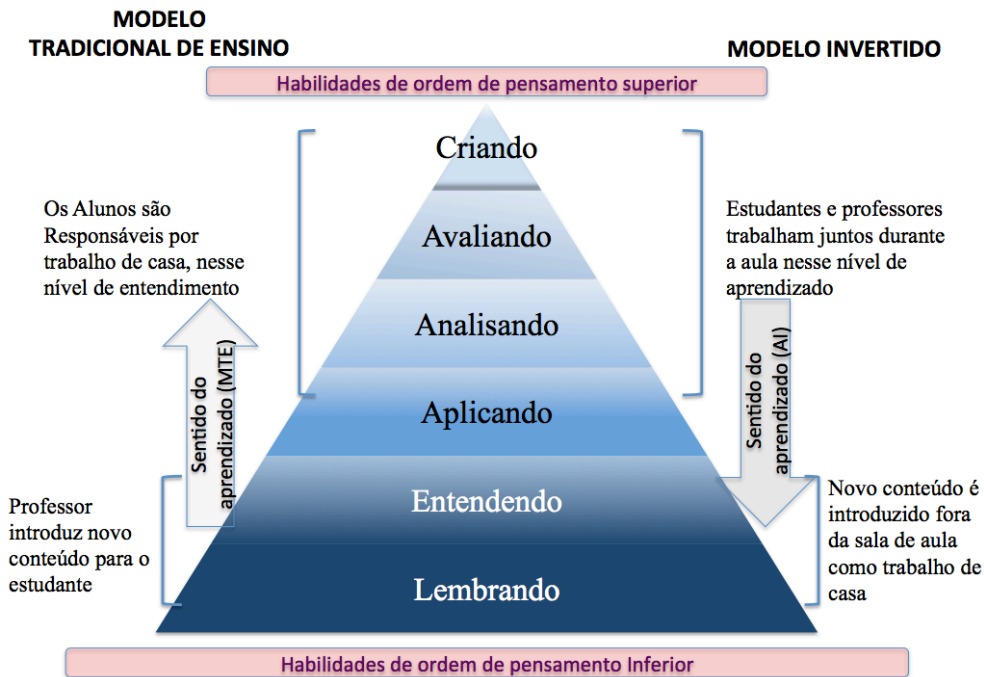 MODELO
TRADICIONAL DE ENSINO
MODELO INVERTIDO
Habilidades de ordem de pensamento superior
Criando
Avaliando
Analisando
Aplicando
Entendendo
Lembrando
Os Alunos são
Responsáveis por
trabalho de casa, nesse
nível de entendimento
Sentido do
aprendizado (MTE)
Professor
introduz novo
conteúdo para o
estudante
Estudantes e professores
trabalham juntos durante
a aula nesse nível de
aprendizado
Sentido do
aprendizado (AI)
Novo conteúdo é
introduzido fora
da sala de aula
como trabalho de
casa
Habilidades de ordem de pensamento Inferior